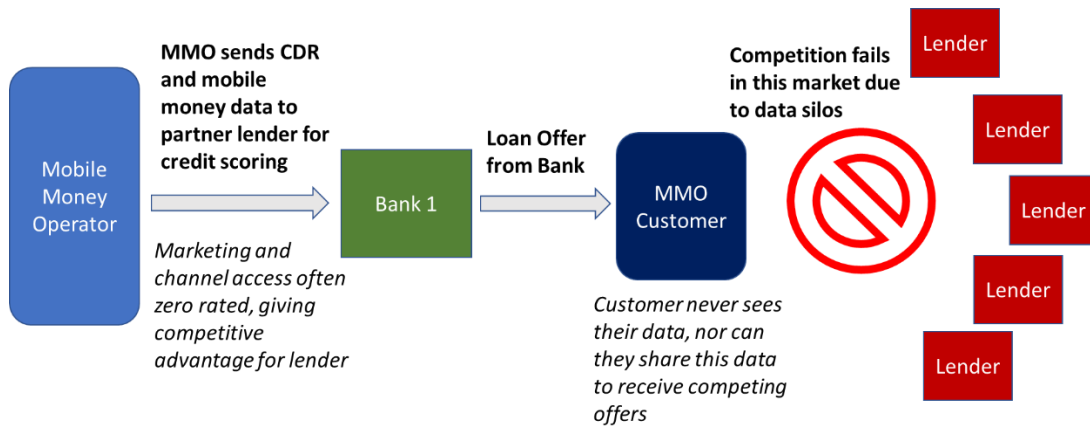 MMO sends CDR
and mobile
money data to
partner lender for
credit scoring
Mobile
Money
Operator
Marketing and
channel access often
zero rated, giving
competitive
advantage for lender
Bank 1
Loan Offer
from Bank
MMO
Customer
Customer never sees
their data, nor can
they share this data
to receive competing
offers
Competition fails
in this market due
to data silos
Lender
Lender
Lender
Lender
Lender